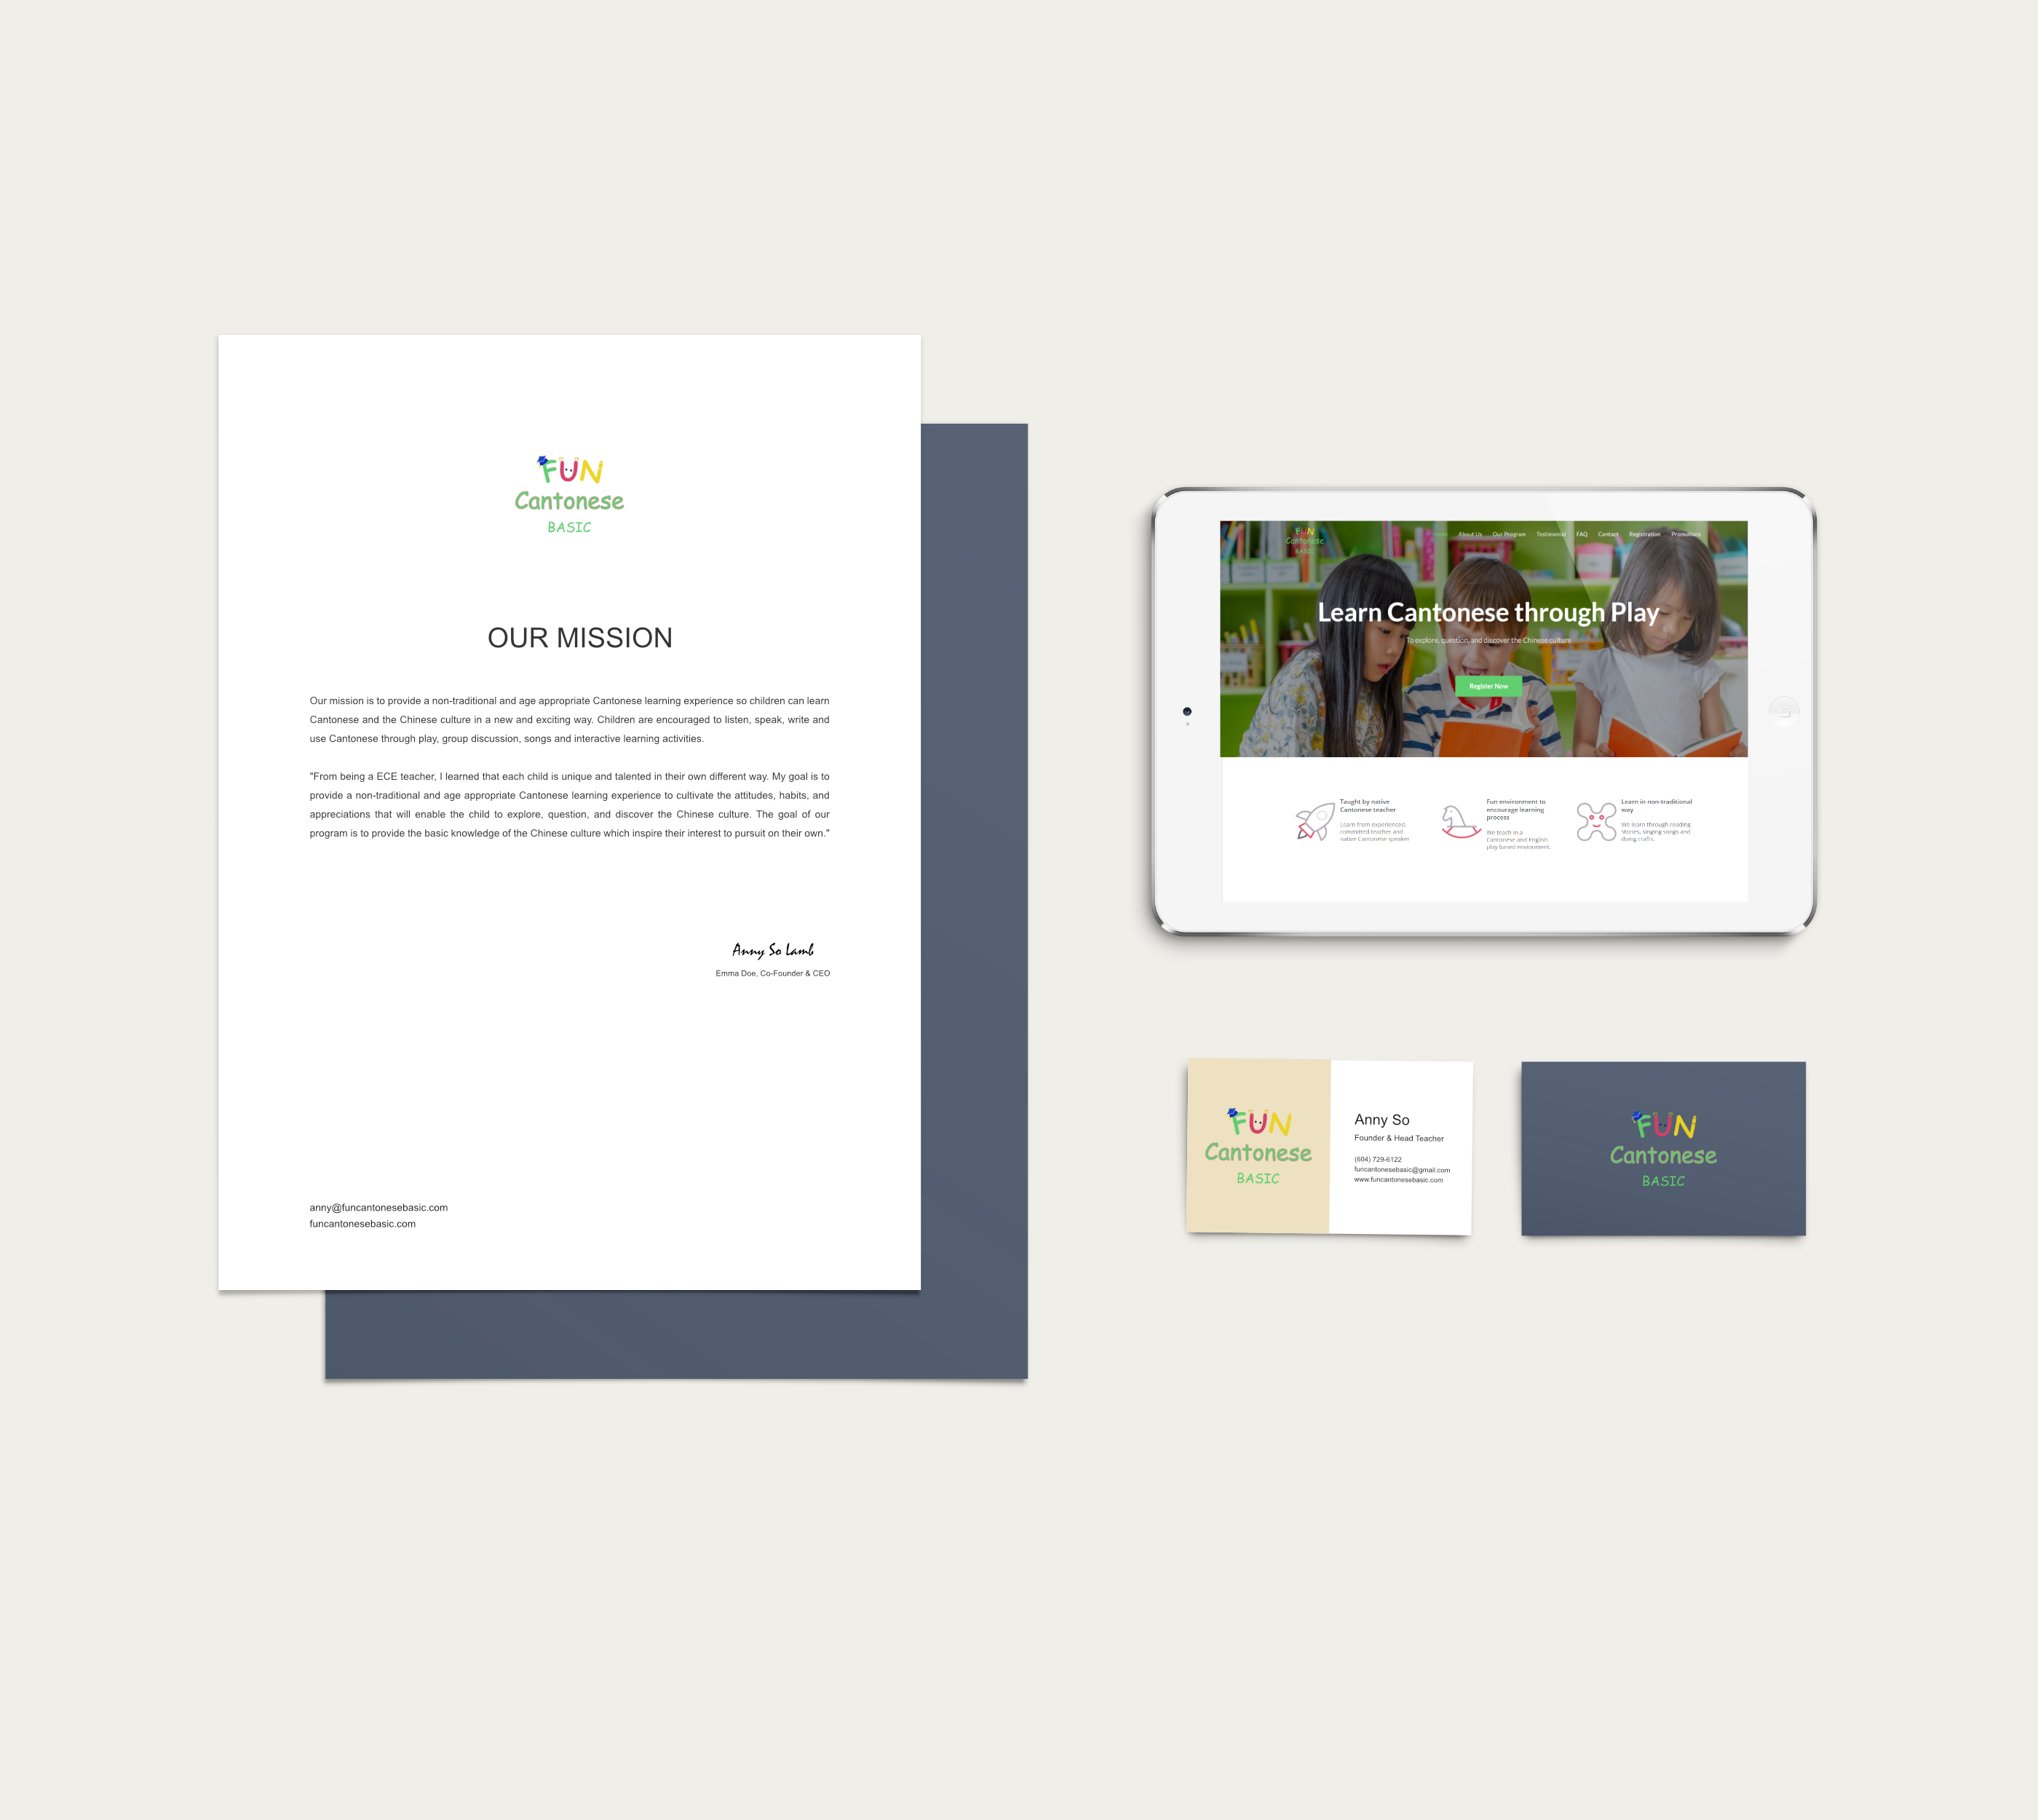 FUN
Cantonese
BASIC
OUR MISSION
Our mission is to provide a non-traditional and age appropriate Cantonese learning experience so children can learn
Cantonese and the Chinese culture in a new and exciting way. Children are encouraged to listen, speak, write and
use Cantonese through play, group discussion, songs and interactive learning activities.
"From being a ECE teacher, I learned that each child is unique and talented in their own different way. My goal is to
provide a non-traditional and age appropriate Cantonese learning experience to cultivate the attitudes, habits, and
appreciations that will enable the child to explore, question, and discover the Chinese culture. The goal of our
program is to provide the basic knowledge of the Chinese culture which inspire their interest to pursuit on their own."
Anny So Lamb
Emma Doe, Co-Founder & CEO
anny@funcantonesebasic.com
funcantonesebasic.com
FUN
Cantonese
BASIC
Home About Us Our Program Testimonial FAQ Contact Registration Promotions
Learn Cantonese through Play
To explore, question, and discover the Chinese culture
Register Now
Taught by native
Cantonese teacher
Learn from experienced,
committed teacher and
native Cantonese speaker
Fun environment to
encourage learning
process
We teach in a
Cantonese and English
play based enviornment.
Learn in non-traditional
way
We learn through reading
stories, singing songs and
doing crafts.
FUN
Cantonese
BASIC
Anny So
Founder & Head Teacher
(604) 729-6122
funcantonesebasic@gmail.com
www.funcantonesebasic.com
FUN
Cantonese
BASIC